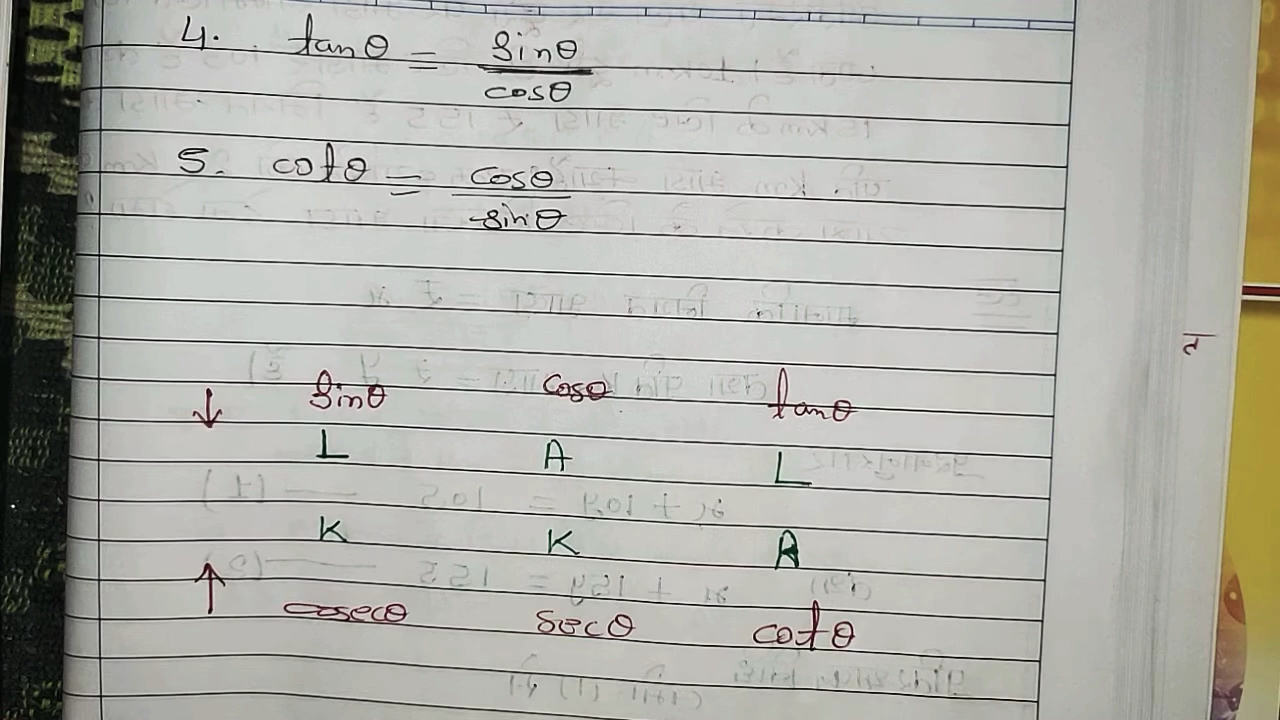 4. tanθ = sinθ/cosθ
5. cotθ = cosθ/sinθ
↓ sinθ cosθ tanθ
L A L
K K A
↑ cosecθ secθ cotθ